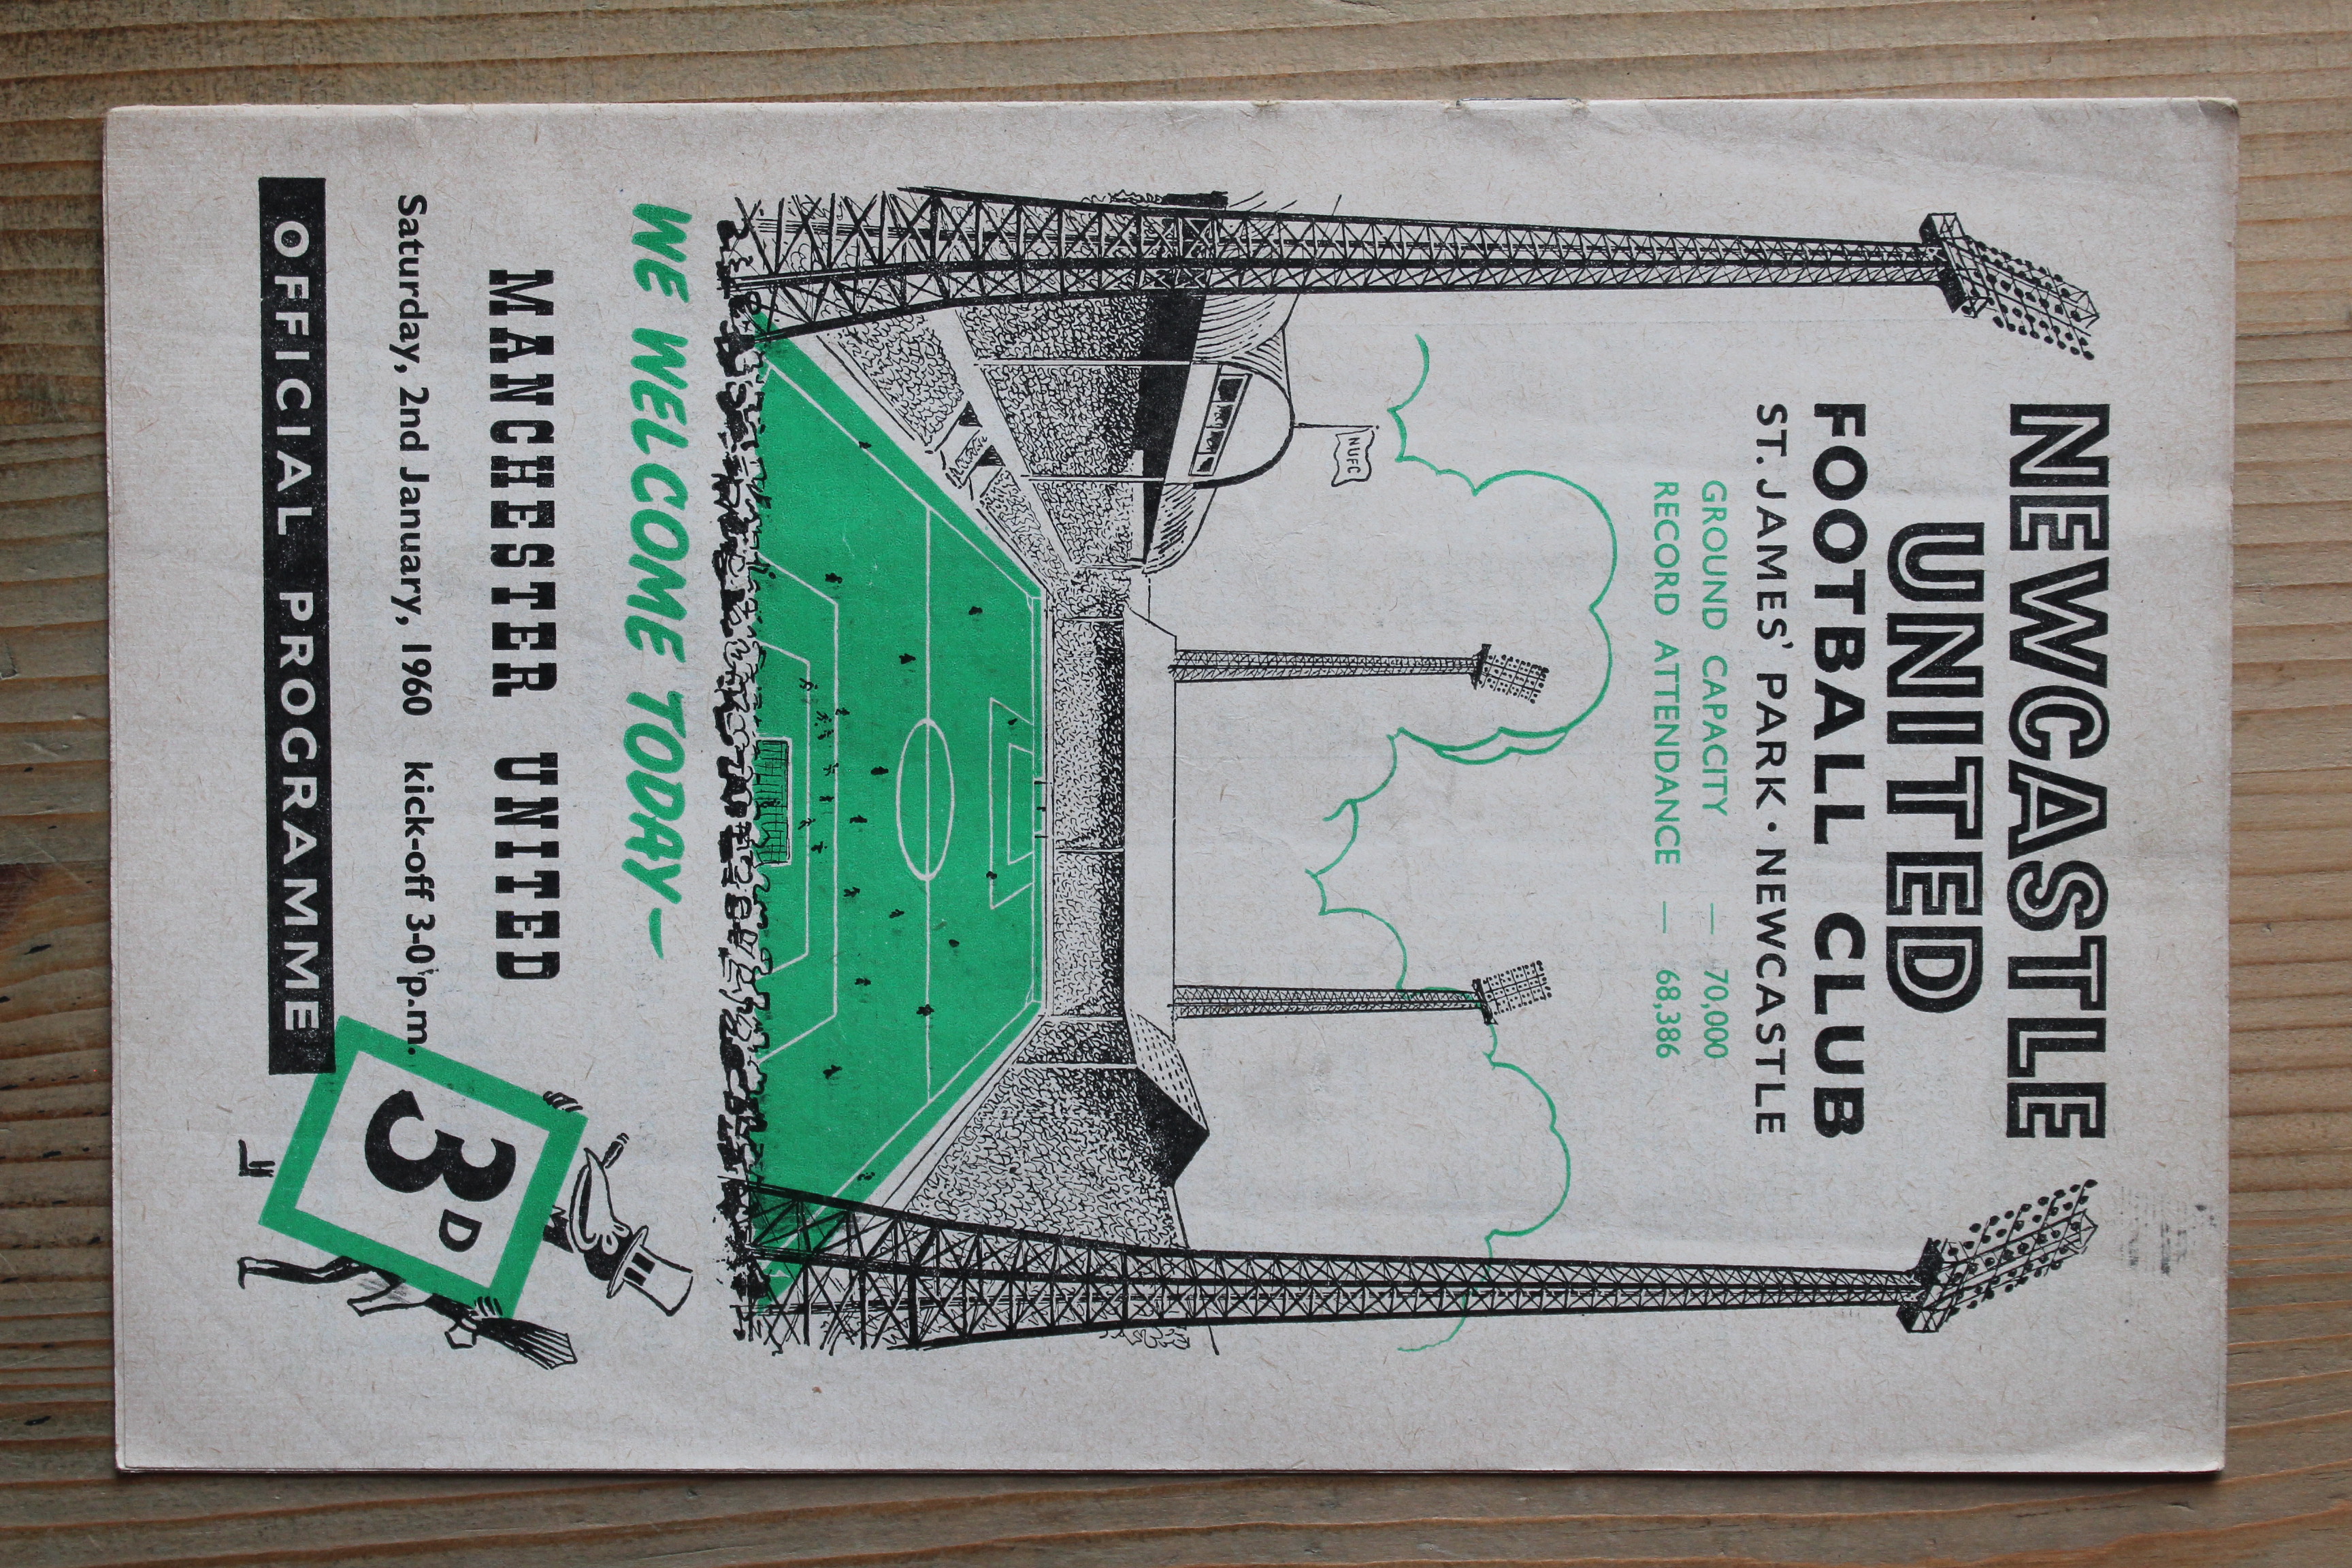 NEWCASTLE
UNITED
FOOTBALL CLUB
ST. JAMES' PARK · NEWCASTLE
GROUND CAPACITY — 70,000
RECORD ATTENDANCE — 68,386
NUFC
WE WELCOME TODAY—
MANCHESTER UNITED
Saturday, 2nd January, 1960 kick-off 3-0 p.m.
OFFICIAL PROGRAMME
3D